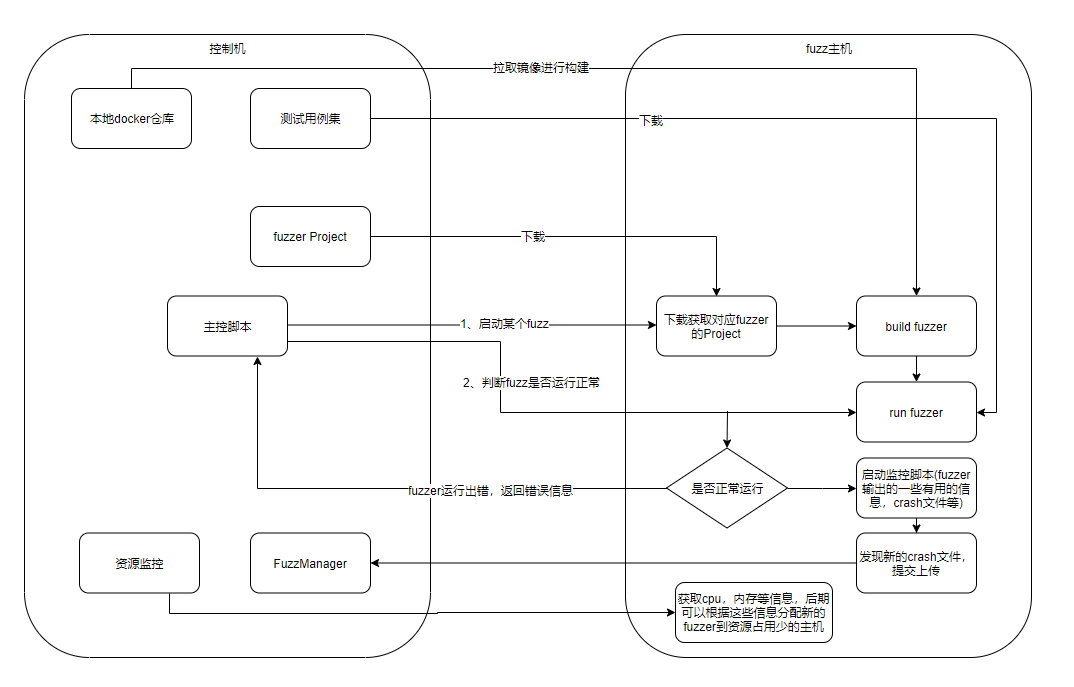 控制机
fuzz主机
拉取镜像进行构建
本地docker仓库
测试用例集
下载
fuzzer Project
下载
主控脚本
1、启动某个fuzz
下载获取对应fuzzer
的Project
build fuzzer
2、判断fuzz是否运行正常
run fuzzer
fuzzer运行出错，返回错误信息
是否正常运行
启动监控脚本(fuzzer
输出的一些有用的信
息，crash文件等)
资源监控
FuzzManager
发现新的crash文件，
提交上传
获取cpu，内存等信息，后期
可以根据这些信息分配新的
fuzzer到资源占用少的主机